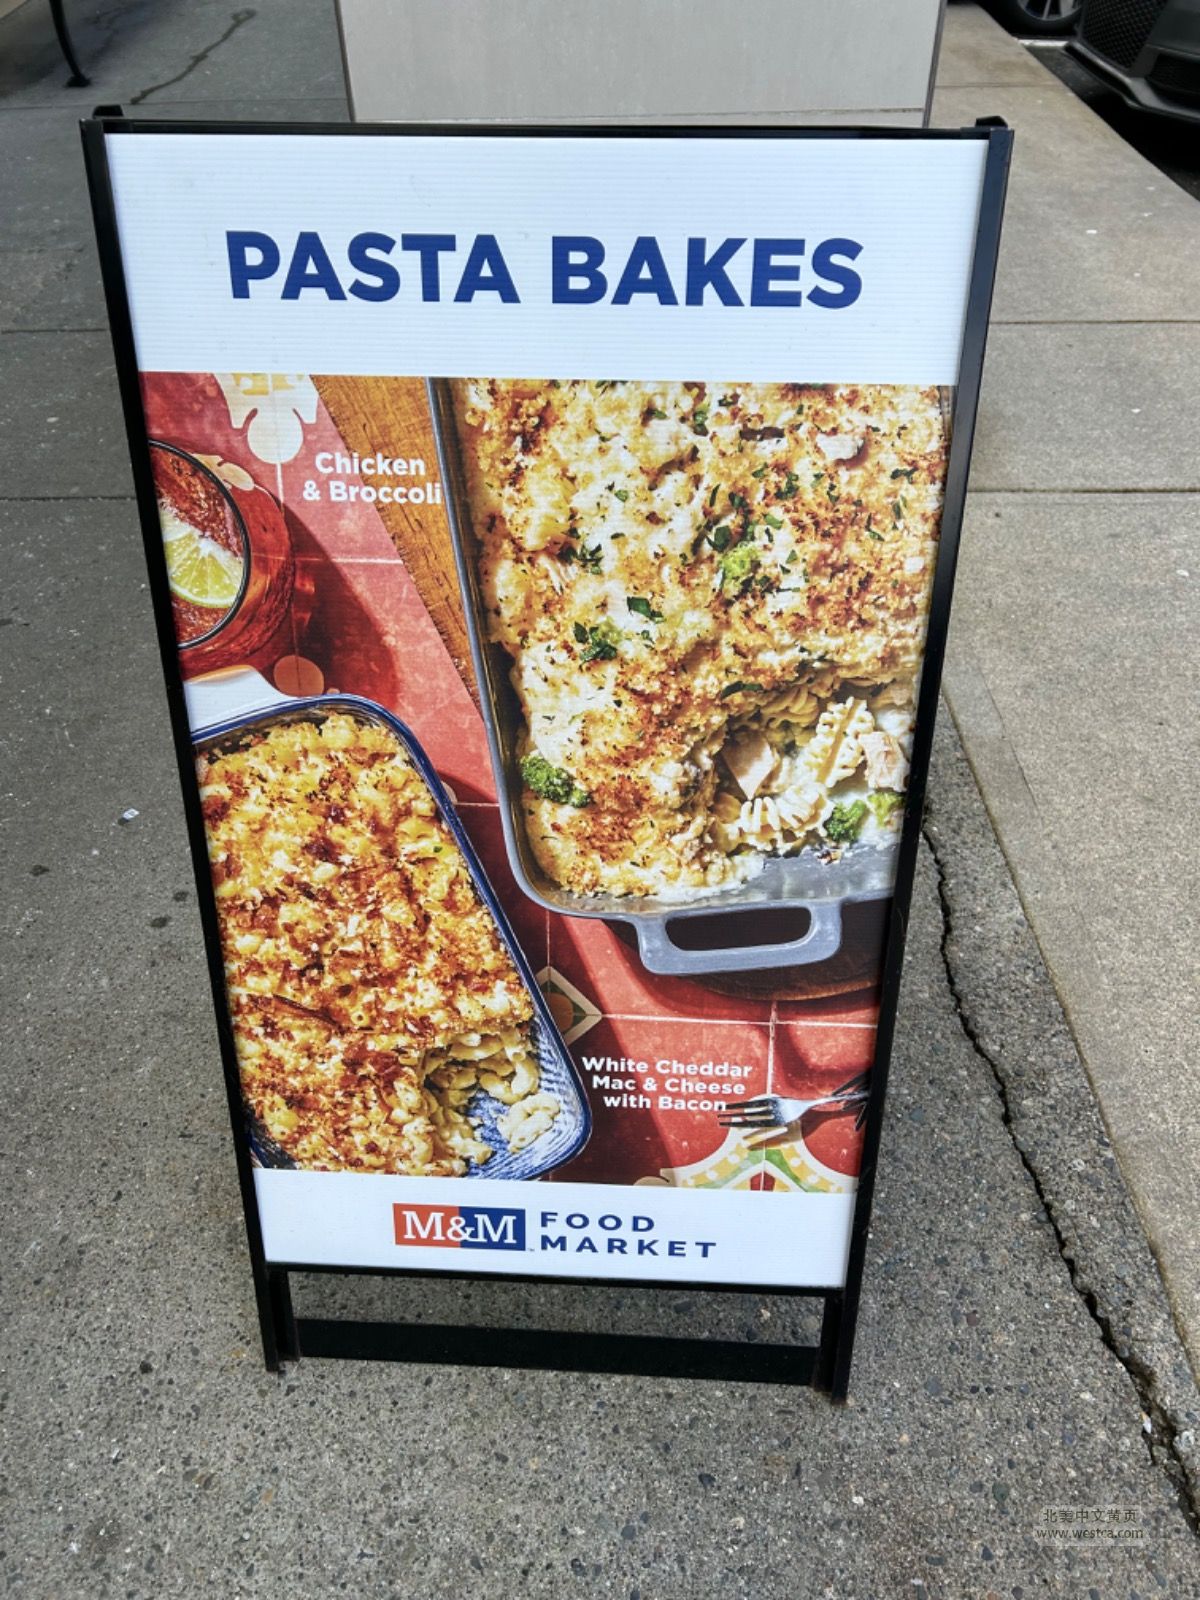 PASTA BAKES
Chicken
& Broccoli
White Cheddar
Mac & Cheese
with Bacon
M&M FOOD
MARKET
北美中文黄页
www.westca.com